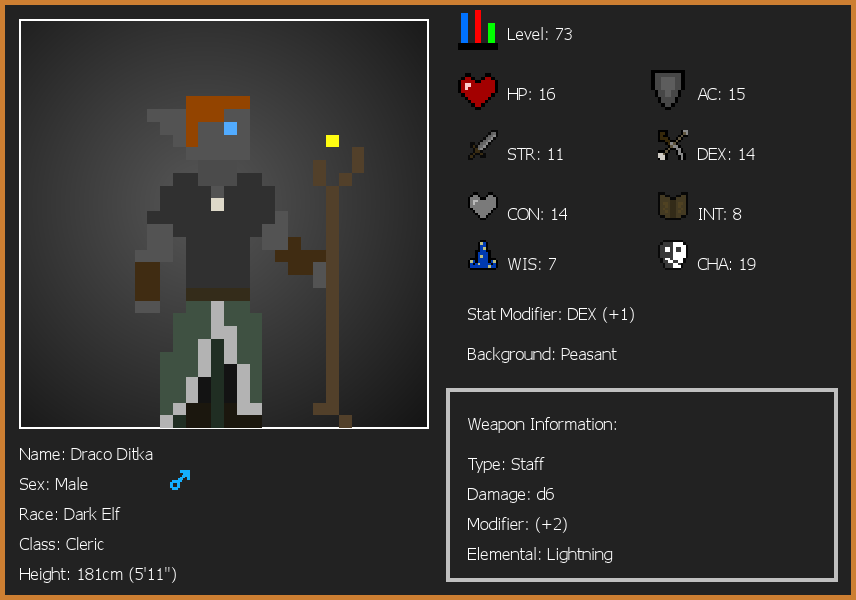 Level: 73
HP: 16
AC: 15
STR: 11
DEX: 14
CON: 14
INT: 8
WIS: 7
CHA: 19
Stat Modifier: DEX (+1)
Background: Peasant
Weapon Information:
Type: Staff
Damage: d6
Modifier: (+2)
Elemental: Lightning
Name: Draco Ditka
Sex: Male
Race: Dark Elf
Class: Cleric
Height: 181cm (5'11")